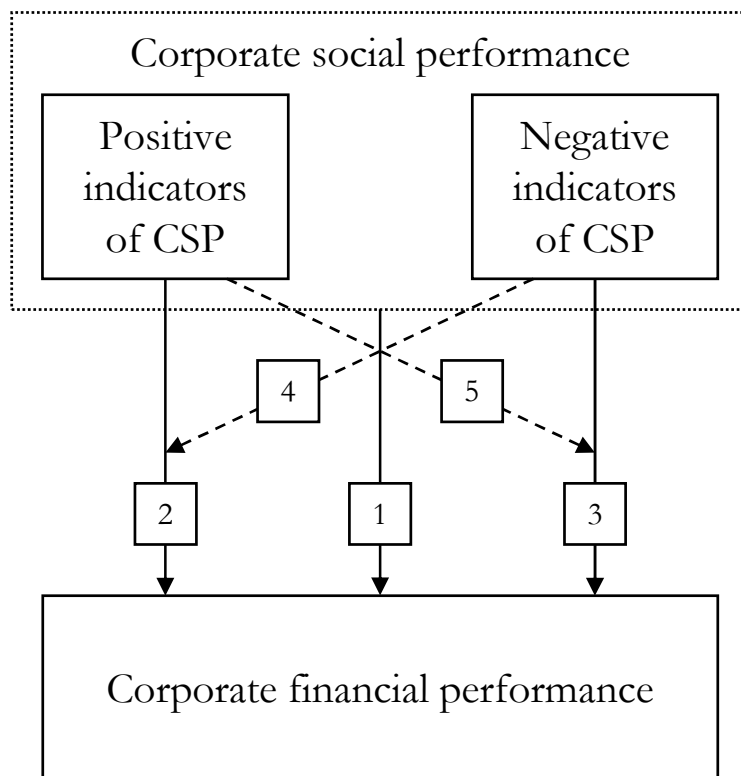 Corporate social performance
Positive
indicators
of CSP
Negative
indicators
of CSP
4
5
2
1
3
Corporate financial performance